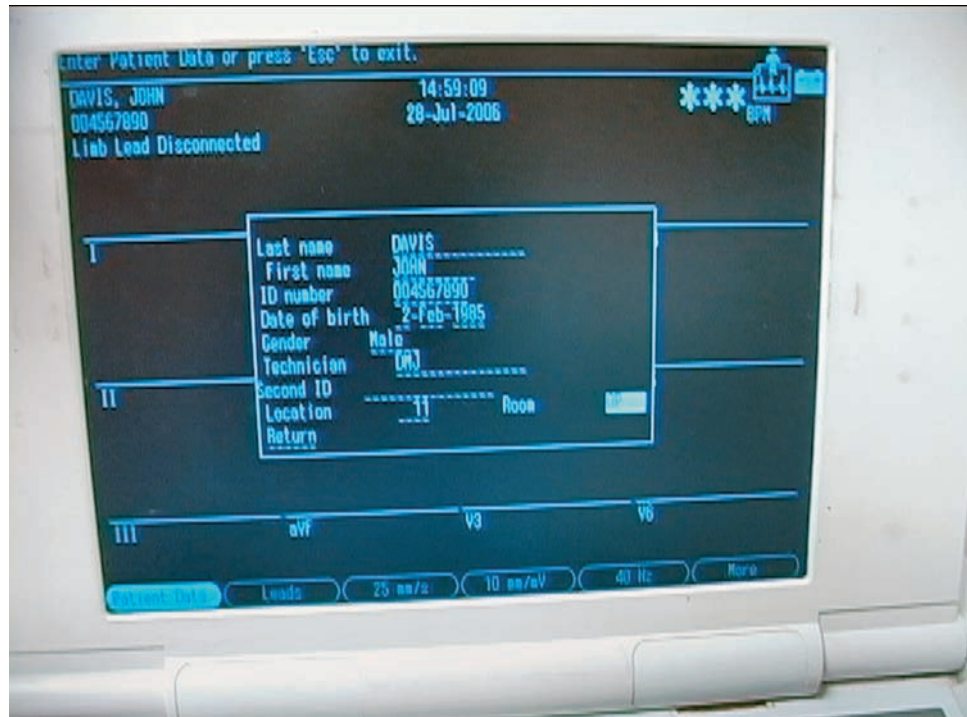 Enter Patient Data or press 'Esc' to exit.
DAVIS, JOHN 14:59:09 ***
004567890 28-Jul-2006 BPM
Limb Lead Disconnected
I
Last name DAVIS
First name JOHN
ID number 004567890
Date of birth 2-Feb-1985
Gender Male
Technician DMJ
II
Second ID
Location 11 Room
Return
III aVF V3 V6
Patient Data Leads 25 mm/s 10 mm/mV 40 Hz More